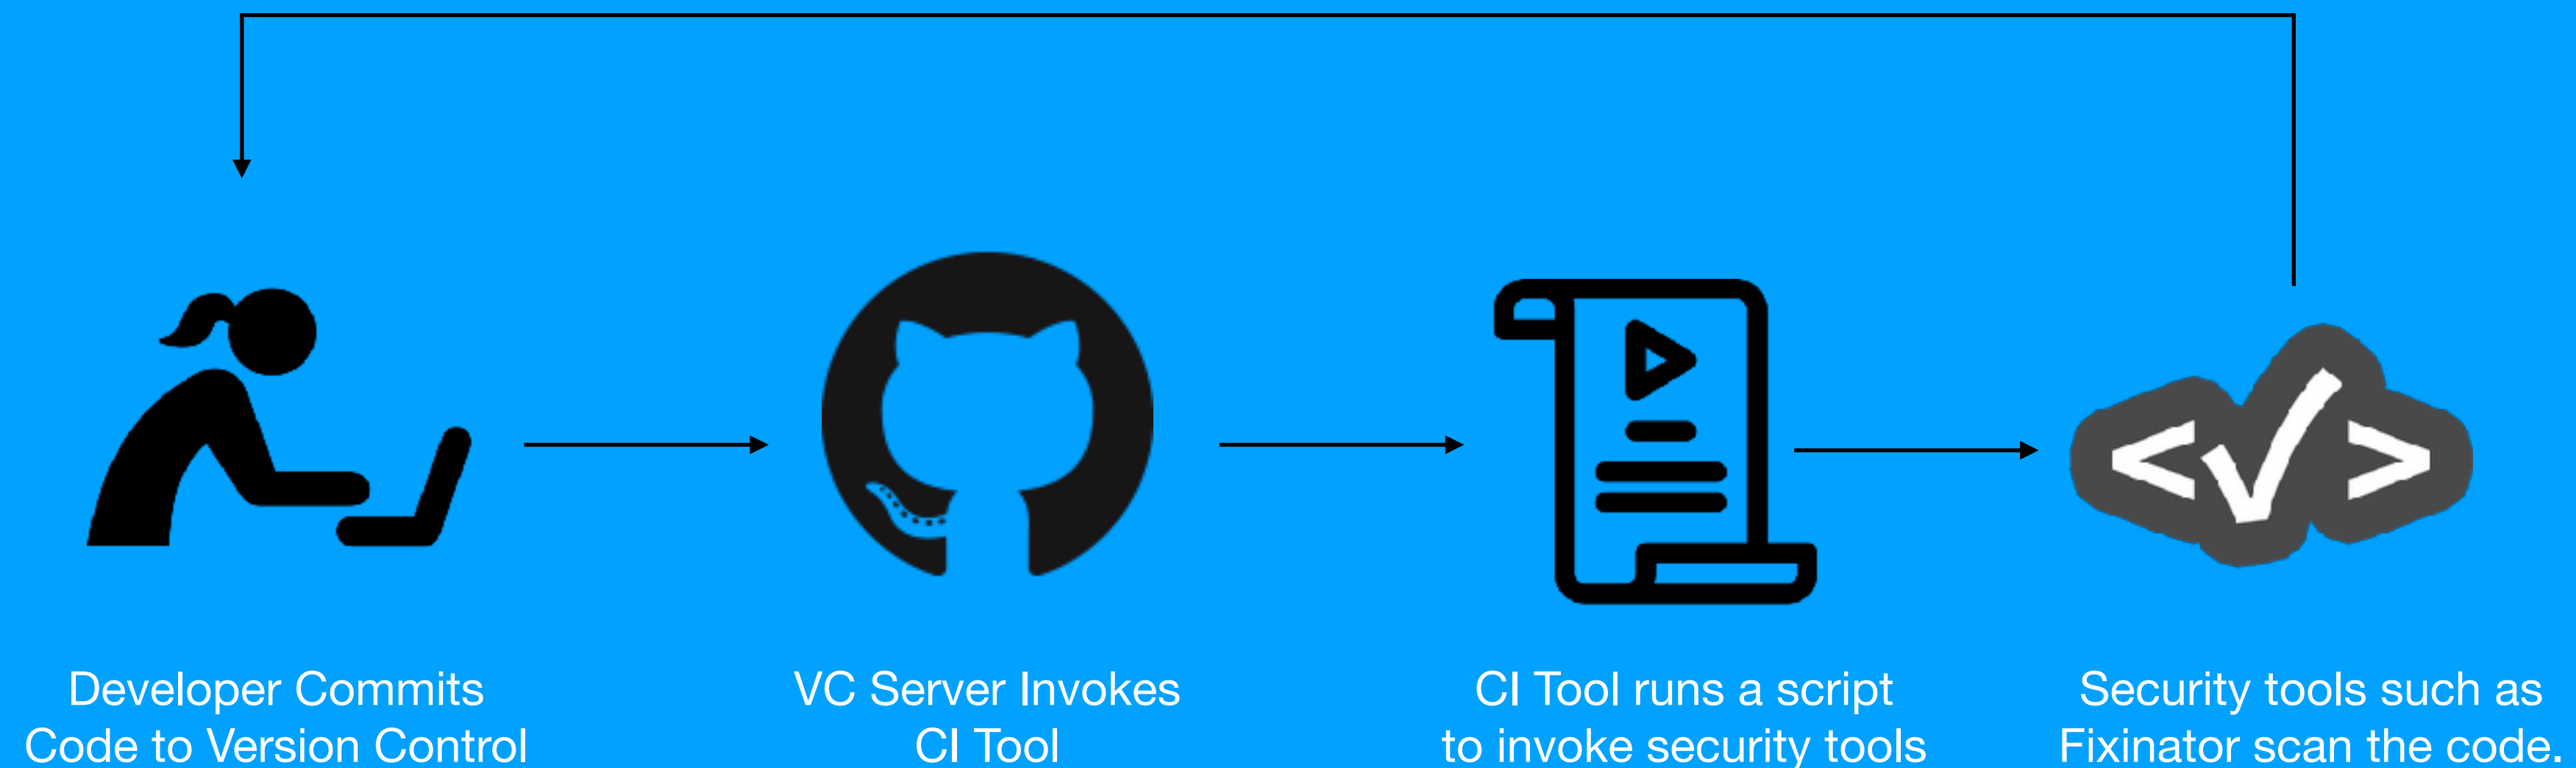 Developer Commits
Code to Version Control
VC Server Invokes
CI Tool
CI Tool runs a script
to invoke security tools
Security tools such as
Fixinator scan the code.